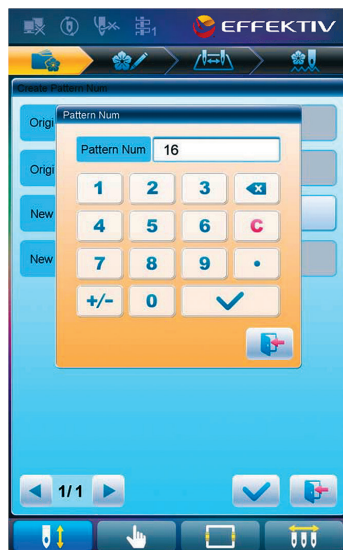 1
EFFEKTIV
Create Pattern Num
Origi
Pattern Num
Pattern Num 16
1 2 3
Origi
4 5 6 C
New
7 8 9 •
New
+/- 0
1/1